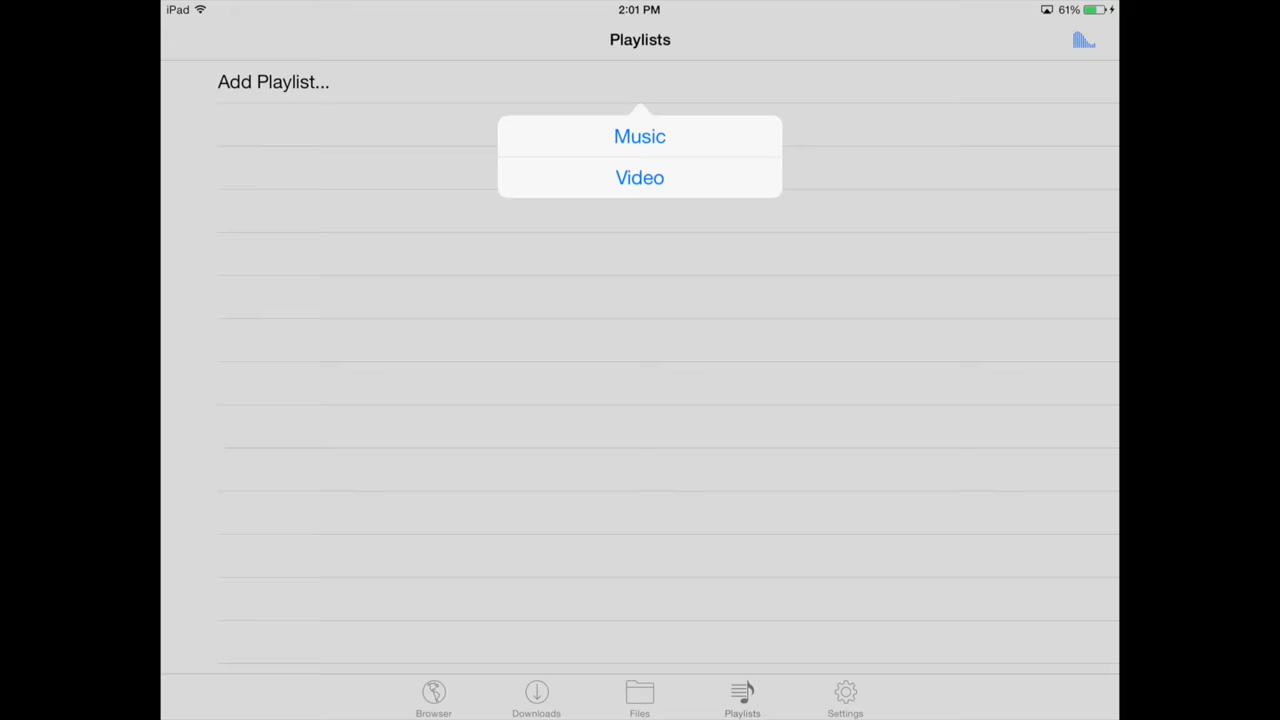 iPad 2:01 PM 61%
Playlists
Add Playlist...
Music
Video
Browser Downloads Files Playlists Settings